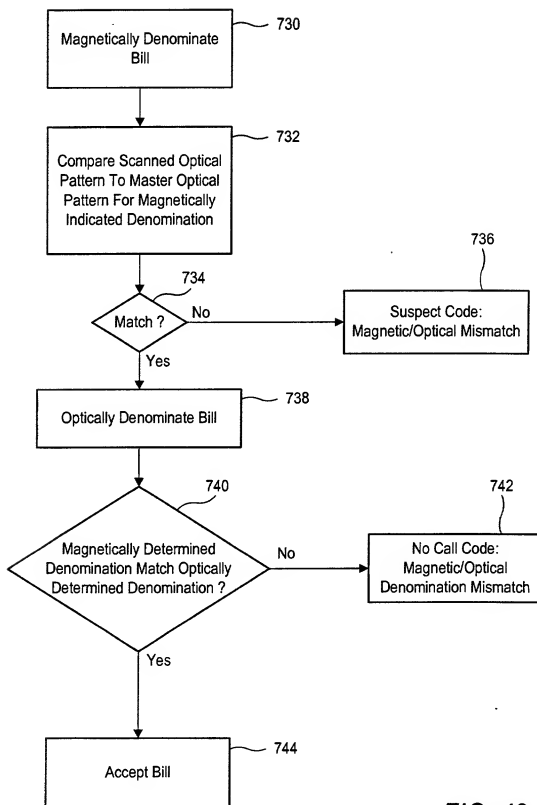 730
Magnetically Denominate
Bill
732
Compare Scanned Optical
Pattern To Master Optical
Pattern For Magnetically
Indicated Denomination
734
Match ?
No
736
Suspect Code:
Magnetic/Optical Mismatch
Yes
738
Optically Denominate Bill
740
Magnetically Determined
Denomination Match Optically
Determined Denomination ?
No
742
No Call Code:
Magnetic/Optical
Denomination Mismatch
Yes
744
Accept Bill